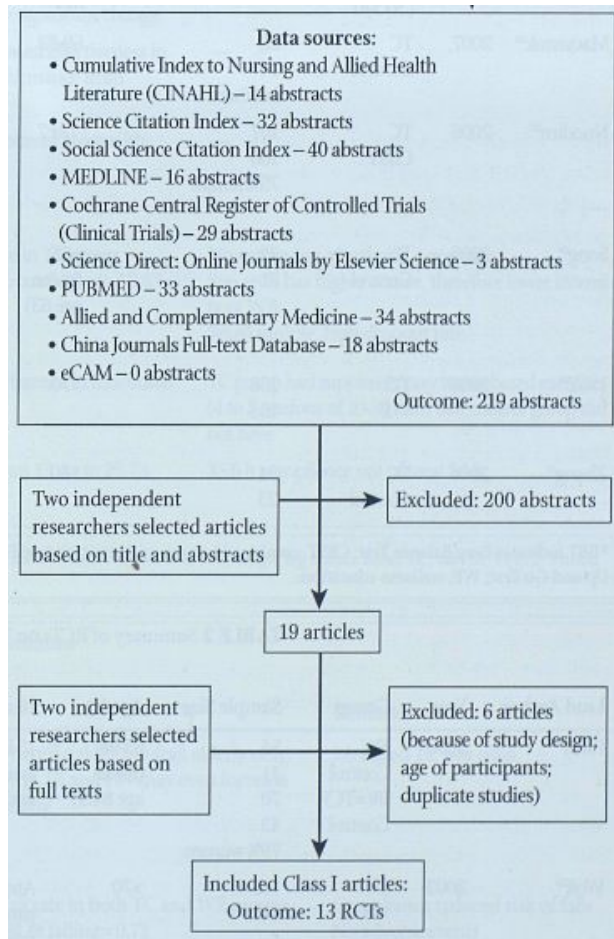 Data sources:
• Cumulative Index to Nursing and Allied Health
Literature (CINAHL) – 14 abstracts
• Science Citation Index – 32 abstracts
• Social Science Citation Index – 40 abstracts
• MEDLINE – 16 abstracts
• Cochrane Central Register of Controlled Trials
(Clinical Trials) – 29 abstracts
• Science Direct: Online Journals by Elsevier Science – 3 abstracts
• PUBMED – 33 abstracts
• Allied and Complementary Medicine – 34 abstracts
• China Journals Full-text Database – 18 abstracts
• eCAM – 0 abstracts
Outcome: 219 abstracts
Two independent
researchers selected articles
based on title and abstracts
Excluded: 200 abstracts
19 articles
Two independent
researchers selected
articles based on
full texts
Excluded: 6 articles
(because of study design;
age of participants;
duplicate studies)
Included Class I articles:
Outcome: 13 RCTs